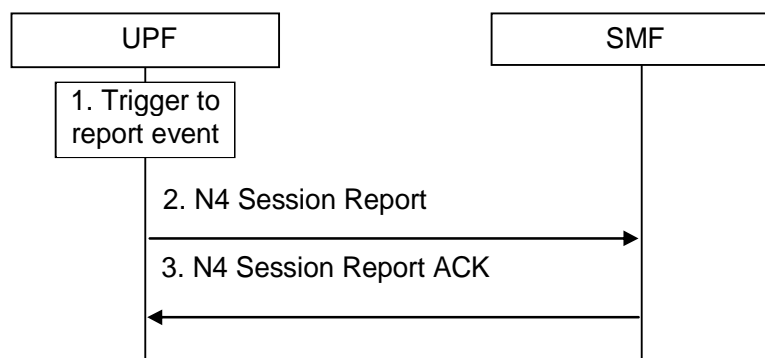 UPF
SMF
1. Trigger to
report event
2. N4 Session Report
3. N4 Session Report ACK